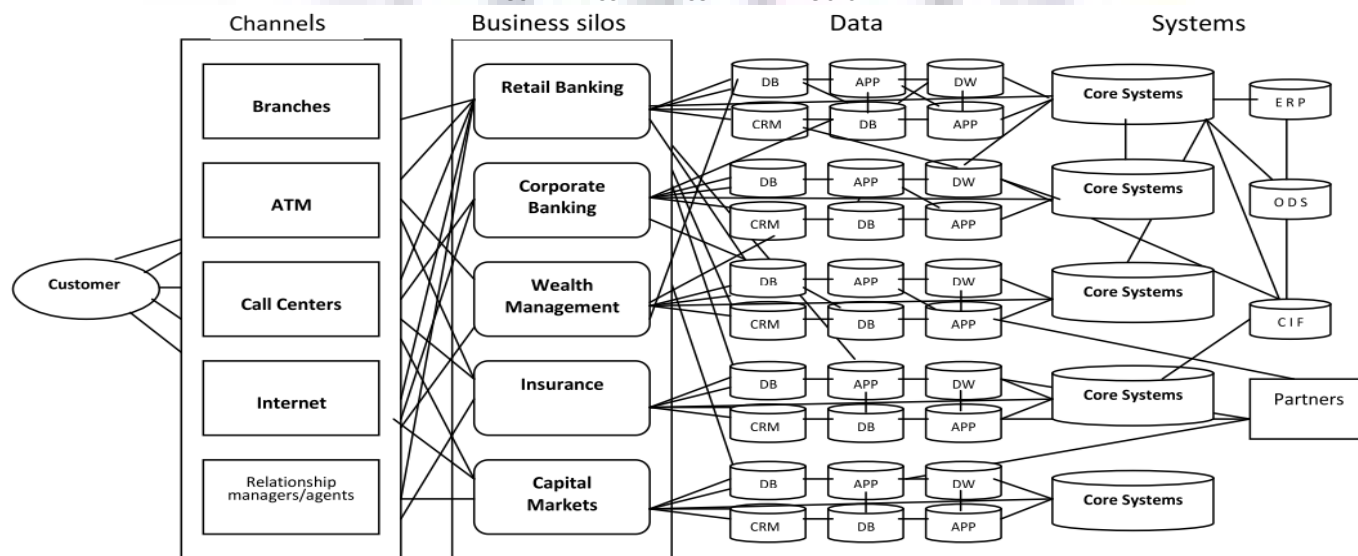 Channels
Business silos
Data
Systems
Customer
Branches
ATM
Call Centers
Internet
Relationship
managers/agents
Retail Banking
Corporate
Banking
Wealth
Management
Insurance
Capital
Markets
DB APP DW
CRM DB APP
DB APP DW
CRM DB APP
DB APP DW
CRM DB APP
DB APP DW
CRM DB APP
DB APP DW
CRM DB APP
Core Systems
Core Systems
Core Systems
Core Systems
Core Systems
ERP
ODS
CIF
Partners